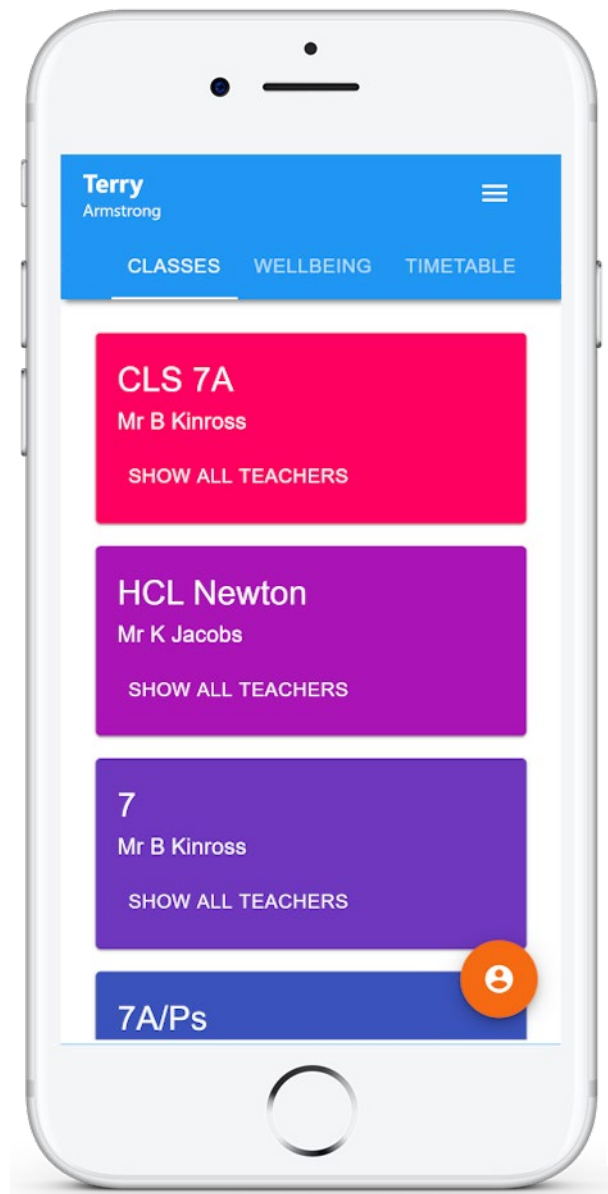 Terry
Armstrong
CLASSES WELLBEING TIMETABLE
CLS 7A
Mr B Kinross
SHOW ALL TEACHERS
HCL Newton
Mr K Jacobs
SHOW ALL TEACHERS
7
Mr B Kinross
SHOW ALL TEACHERS
7A/Ps